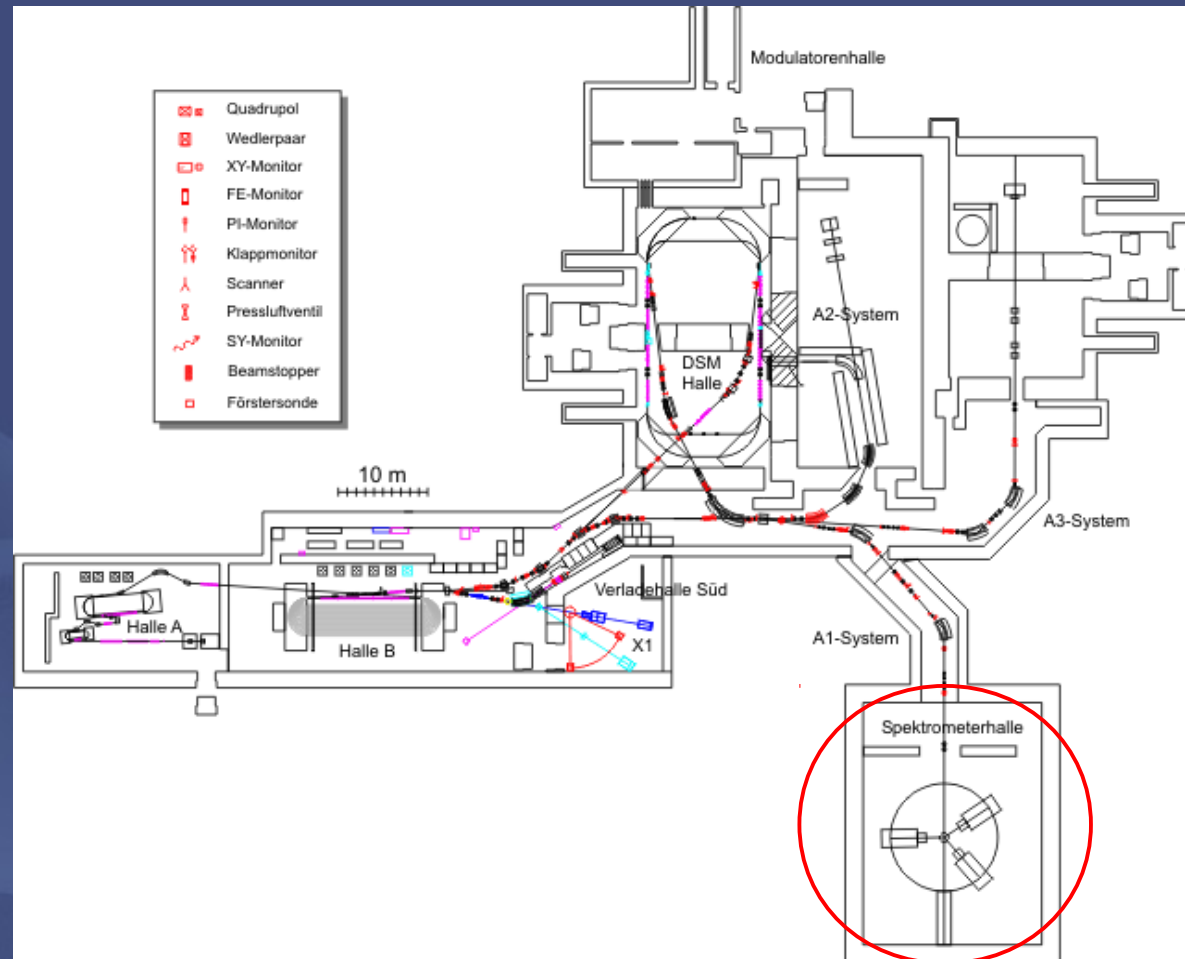 Modulatorenhalle
Quadrupol
Wedlerpaar
XY-Monitor
FE-Monitor
PI-Monitor
Klappmonitor
Scanner
Pressluftventil
SY-Monitor
Beamstopper
Förstersonde
A2-System
DSM
Halle
10 m
A3-System
Verladehalle Süd
Halle A
Halle B
X1
A1-System
Spektrometerhalle